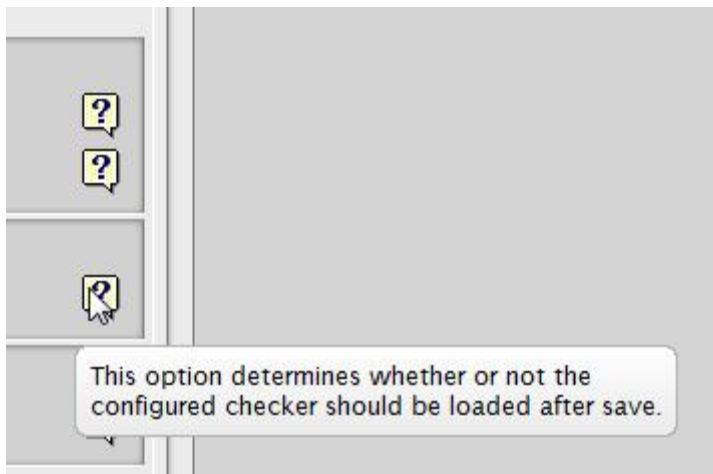 ?
?
?
This option determines whether or not the
configured checker should be loaded after save.